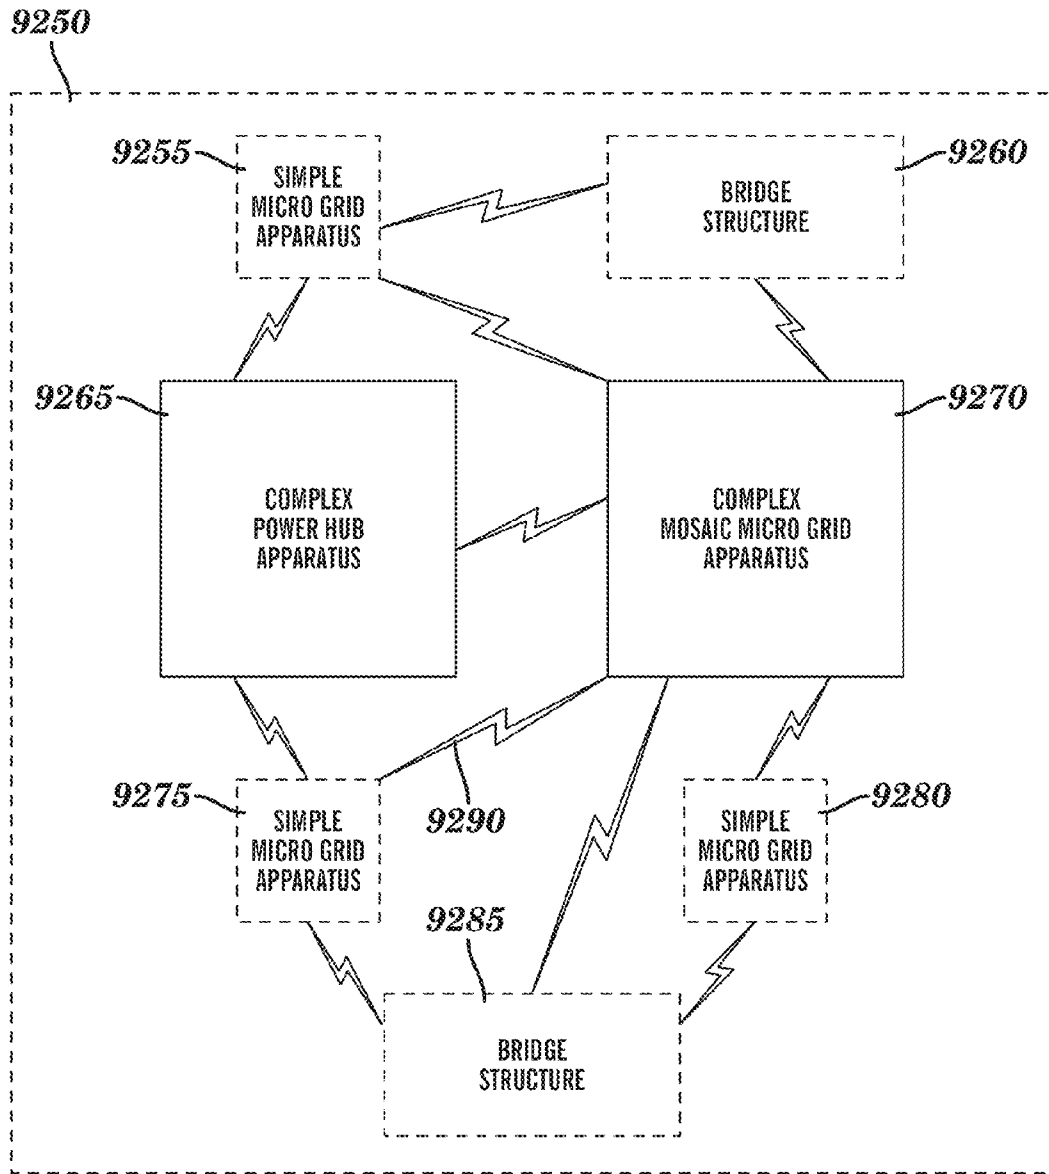 9250
9255
SIMPLE
MICRO GRID
APPARATUS
BRIDGE
STRUCTURE
9260
9265
COMPLEX
POWER HUB
APPARATUS
COMPLEX
MOSAIC MICRO GRID
APPARATUS
9270
9275
SIMPLE
MICRO GRID
APPARATUS
9290
SIMPLE
MICRO GRID
APPARATUS
9280
9285
BRIDGE
STRUCTURE